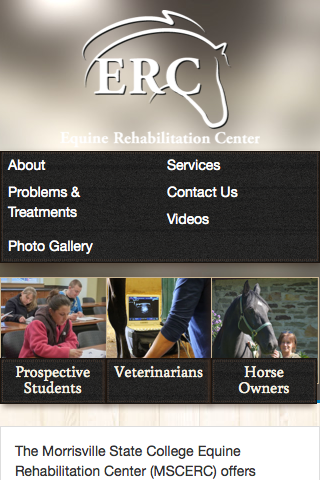 ERC
Equine Rehabilitation Center
About
Services
Problems &
Treatments
Contact Us
Videos
Photo Gallery
Prospective
Students
Veterinarians
Horse
Owners
The Morrisville State College Equine
Rehabilitation Center (MSCERC) offers